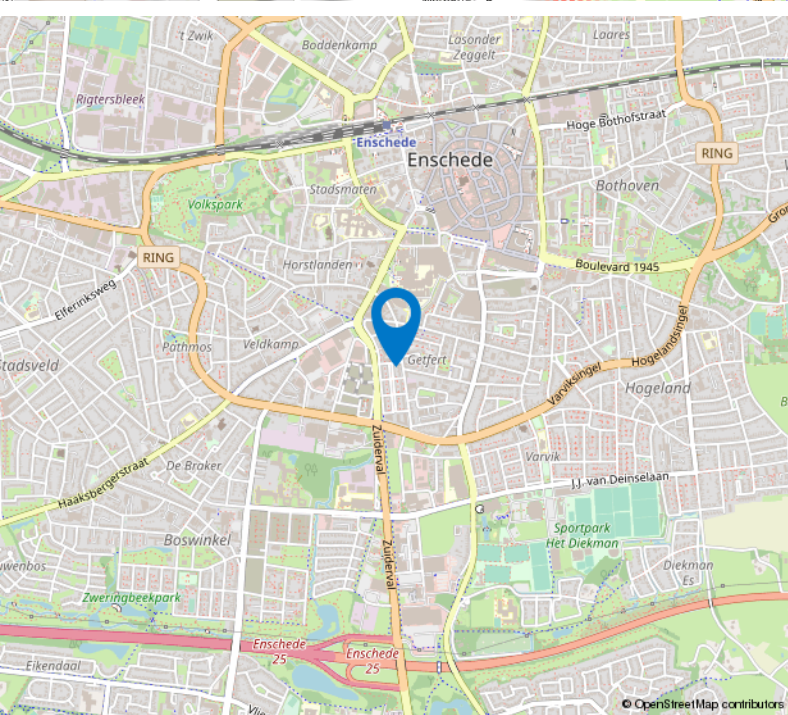 't Zwik
Boddenkamp
Lasonder
Zeggelt
Laares
Rigtersbleek
Hoge Bothofstraat
Enschede
Enschede
RING
Stadsmaten
Bothoven
Volkspark
RING
Horstlanden
Boulevard 1945
Elferinksweg
Pathmos
Veldkamp
Getfert
Hogelandsingel
Stadsveld
Varviksingel
Hogeland
Zuiderval
De Braker
Varvik
Haaksbergerstraat
J.J. van Deinselaan
Sportpark
Het Diekman
Boswinkel
Zuiderval
Diekman
Es
Zweringbeekpark
Enschede
25
Enschede
25
Eikendaal
© OpenStreetMap contributors